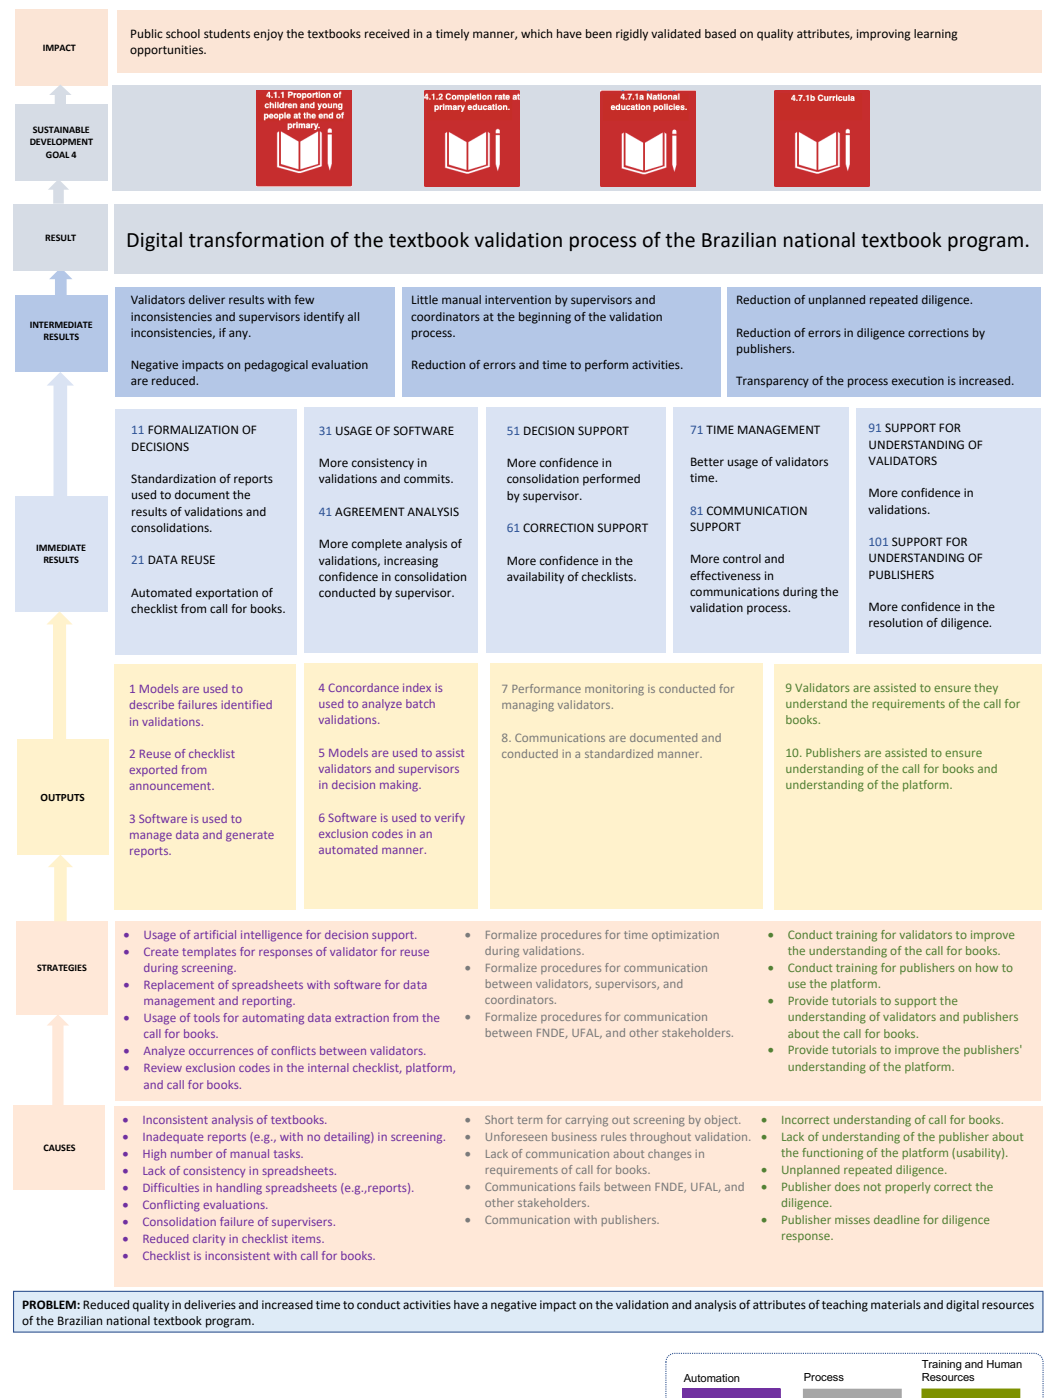 IMPACT
Public school students enjoy the textbooks received in a timely manner, which have been rigidly validated based on quality attributes, improving learning
opportunities.
SUSTAINABLE
DEVELOPMENT
GOAL 4
4.1.1 Proportion of
children and young
people at the end of
primary.
4.1.2 Completion rate at
primary education.
4.7.1a National
education policies.
4.7.1b Curricula
RESULT
Digital transformation of the textbook validation process of the Brazilian national textbook program.
INTERMEDIATE
RESULTS
Validators deliver results with few
inconsistencies and supervisors identify all
inconsistencies, if any.
Negative impacts on pedagogical evaluation
are reduced.
Little manual intervention by supervisors and
coordinators at the beginning of the validation
process.
Reduction of errors and time to perform activities.
Reduction of unplanned repeated diligence.
Reduction of errors in diligence corrections by
publishers.
Transparency of the process execution is increased.
IMMEDIATE
RESULTS
11 FORMALIZATION OF
DECISIONS
Standardization of reports
used to document the
results of validations and
consolidations.
21 DATA REUSE
Automated exportation of
checklist from call for books.
31 USAGE OF SOFTWARE
More consistency in
validations and commits.
41 AGREEMENT ANALYSIS
More complete analysis of
validations, increasing
confidence in consolidation
conducted by supervisor.
51 DECISION SUPPORT
More confidence in
consolidation performed
by supervisor.
61 CORRECTION SUPPORT
More confidence in the
availability of checklists.
71 TIME MANAGEMENT
Better usage of validators
time.
81 COMMUNICATION
SUPPORT
More control and
effectiveness in
communications during the
validation process.
91 SUPPORT FOR
UNDERSTANDING OF
VALIDATORS
More confidence in
validations.
101 SUPPORT FOR
UNDERSTANDING OF
PUBLISHERS
More confidence in the
resolution of diligence.
OUTPUTS
1 Models are used to
describe failures identified
in validations.
2 Reuse of checklist
exported from
announcement.
3 Software is used to
manage data and generate
reports.
4 Concordance index is
used to analyze batch
validations.
5 Models are used to assist
validators and supervisors
in decision making.
6 Software is used to verify
exclusion codes in an
automated manner.
7 Performance monitoring is conducted for
managing validators.
8. Communications are documented and
conducted in a standardized manner.
9 Validators are assisted to ensure they
understand the requirements of the call for
books.
10. Publishers are assisted to ensure
understanding of the call for books and
understanding of the platform.
STRATEGIES
• Usage of artificial intelligence for decision support.
• Create templates for responses of validator for reuse
during screening.
• Replacement of spreadsheets with software for data
management and reporting.
• Usage of tools for automating data extraction from the
call for books.
• Analyze occurrences of conflicts between validators.
• Review exclusion codes in the internal checklist, platform,
and call for books.
• Formalize procedures for time optimization
during validations.
• Formalize procedures for communication
between validators, supervisors, and
coordinators.
• Formalize procedures for communication
between FNDE, UFAL, and other stakeholders.
• Conduct training for validators to improve
the understanding of the call for books.
• Conduct training for publishers on how to
use the platform.
• Provide tutorials to support the
understanding of validators and publishers
about the call for books.
• Provide tutorials to improve the publishers'
understanding of the platform.
CAUSES
• Inconsistent analysis of textbooks.
• Inadequate reports (e.g., with no detailing) in screening.
• High number of manual tasks.
• Lack of consistency in spreadsheets.
• Difficulties in handling spreadsheets (e.g.,reports).
• Conflicting evaluations.
• Consolidation failure of supervisers.
• Reduced clarity in checklist items.
• Checklist is inconsistent with call for books.
• Short term for carrying out screening by object.
• Unforeseen business rules throughout validation.
• Lack of communication about changes in
requirements of call for books.
• Communications fails between FNDE, UFAL, and
other stakeholders.
• Communication with publishers.
• Incorrect understanding of call for books.
• Lack of understanding of the publisher about
the functioning of the platform (usability).
• Unplanned repeated diligence.
• Publisher does not properly correct the
diligence.
• Publisher misses deadline for diligence
response.
PROBLEM: Reduced quality in deliveries and increased time to conduct activities have a negative impact on the validation and analysis of attributes of teaching materials and digital resources
of the Brazilian national textbook program.
Automation
Process
Training and Human
Resources